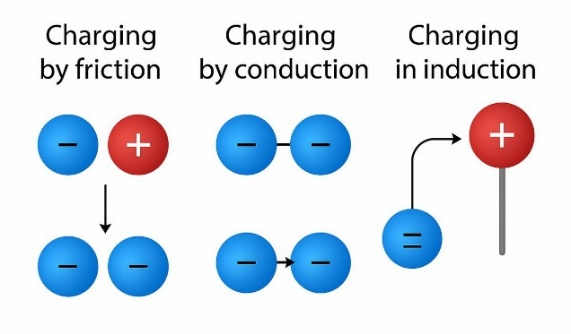 Charging
by friction
Charging
by conduction
Charging
in induction
− +
− −
− −
− −
+
=